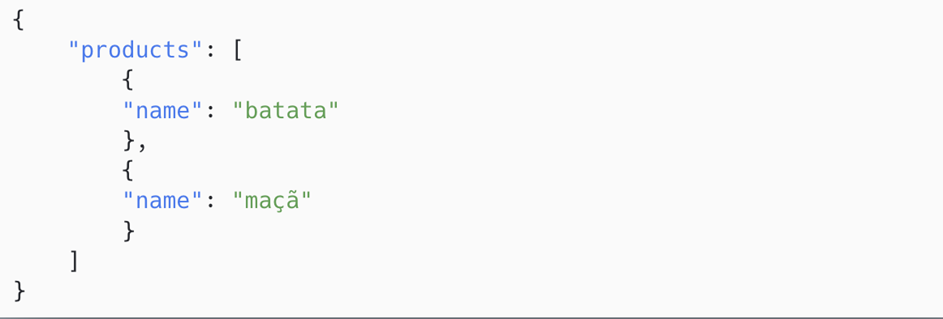 {
"products": [
{
"name": "batata"
},
{
"name": "maçã"
}
]
}